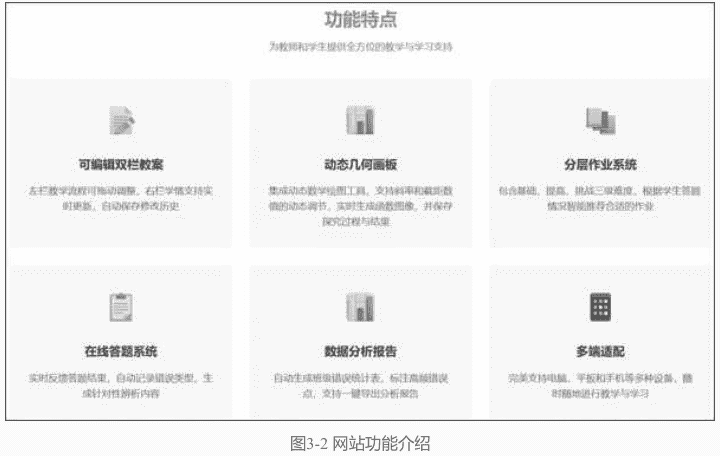 功能特点
为教师和学生提供全方位的教学与学习支持
可编辑双栏教案
左栏教学流程可拖动调整，右栏学情支持实
时更新，自动保存修改历史
动态几何画板
集成动态数学绘图工具，支持斜率和截距数
值的动态调节，实时生成函数图像，并保存
探究过程与结果
分层作业系统
包含基础、提高、挑战三级难度，根据学生答题
情况智能推荐合适的作业
在线答题系统
实时反馈答题结果，自动记录错误类型，生
成针对性辨析内容
数据分析报告
自动生成班级错误统计表，标注高频错误
点，支持一键导出分析报告
多端适配
完美支持电脑、平板和手机等多种设备，随
时随地进行教学与学习
图3-2 网站功能介绍